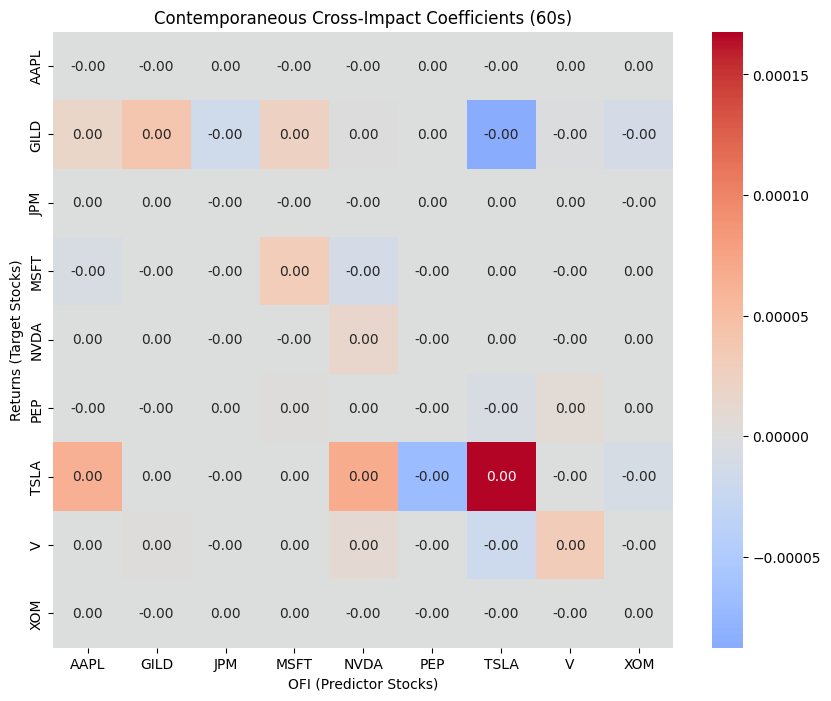 Contemporaneous Cross-Impact Coefficients (60s)
Returns (Target Stocks)
AAPL -0.00 -0.00 0.00 -0.00 -0.00 0.00 -0.00 0.00 0.00
GILD 0.00 0.00 -0.00 0.00 0.00 0.00 -0.00 -0.00 -0.00
JPM 0.00 0.00 -0.00 -0.00 -0.00 0.00 0.00 0.00 -0.00
MSFT -0.00 -0.00 -0.00 0.00 -0.00 -0.00 -0.00 -0.00 0.00
NVDA 0.00 0.00 -0.00 -0.00 0.00 -0.00 0.00 -0.00 0.00
PEP -0.00 -0.00 0.00 -0.00 0.00 -0.00 -0.00 0.00 0.00
TSLA 0.00 0.00 -0.00 0.00 0.00 -0.00 0.00 -0.00 -0.00
V 0.00 0.00 -0.00 0.00 0.00 -0.00 -0.00 0.00 -0.00
XOM 0.00 -0.00 0.00 0.00 -0.00 -0.00 -0.00 -0.00 0.00
AAPL GILD JPM MSFT NVDA PEP TSLA V XOM
OFI (Predictor Stocks)
0.00015
0.00010
0.00005
0.00000
−0.00005